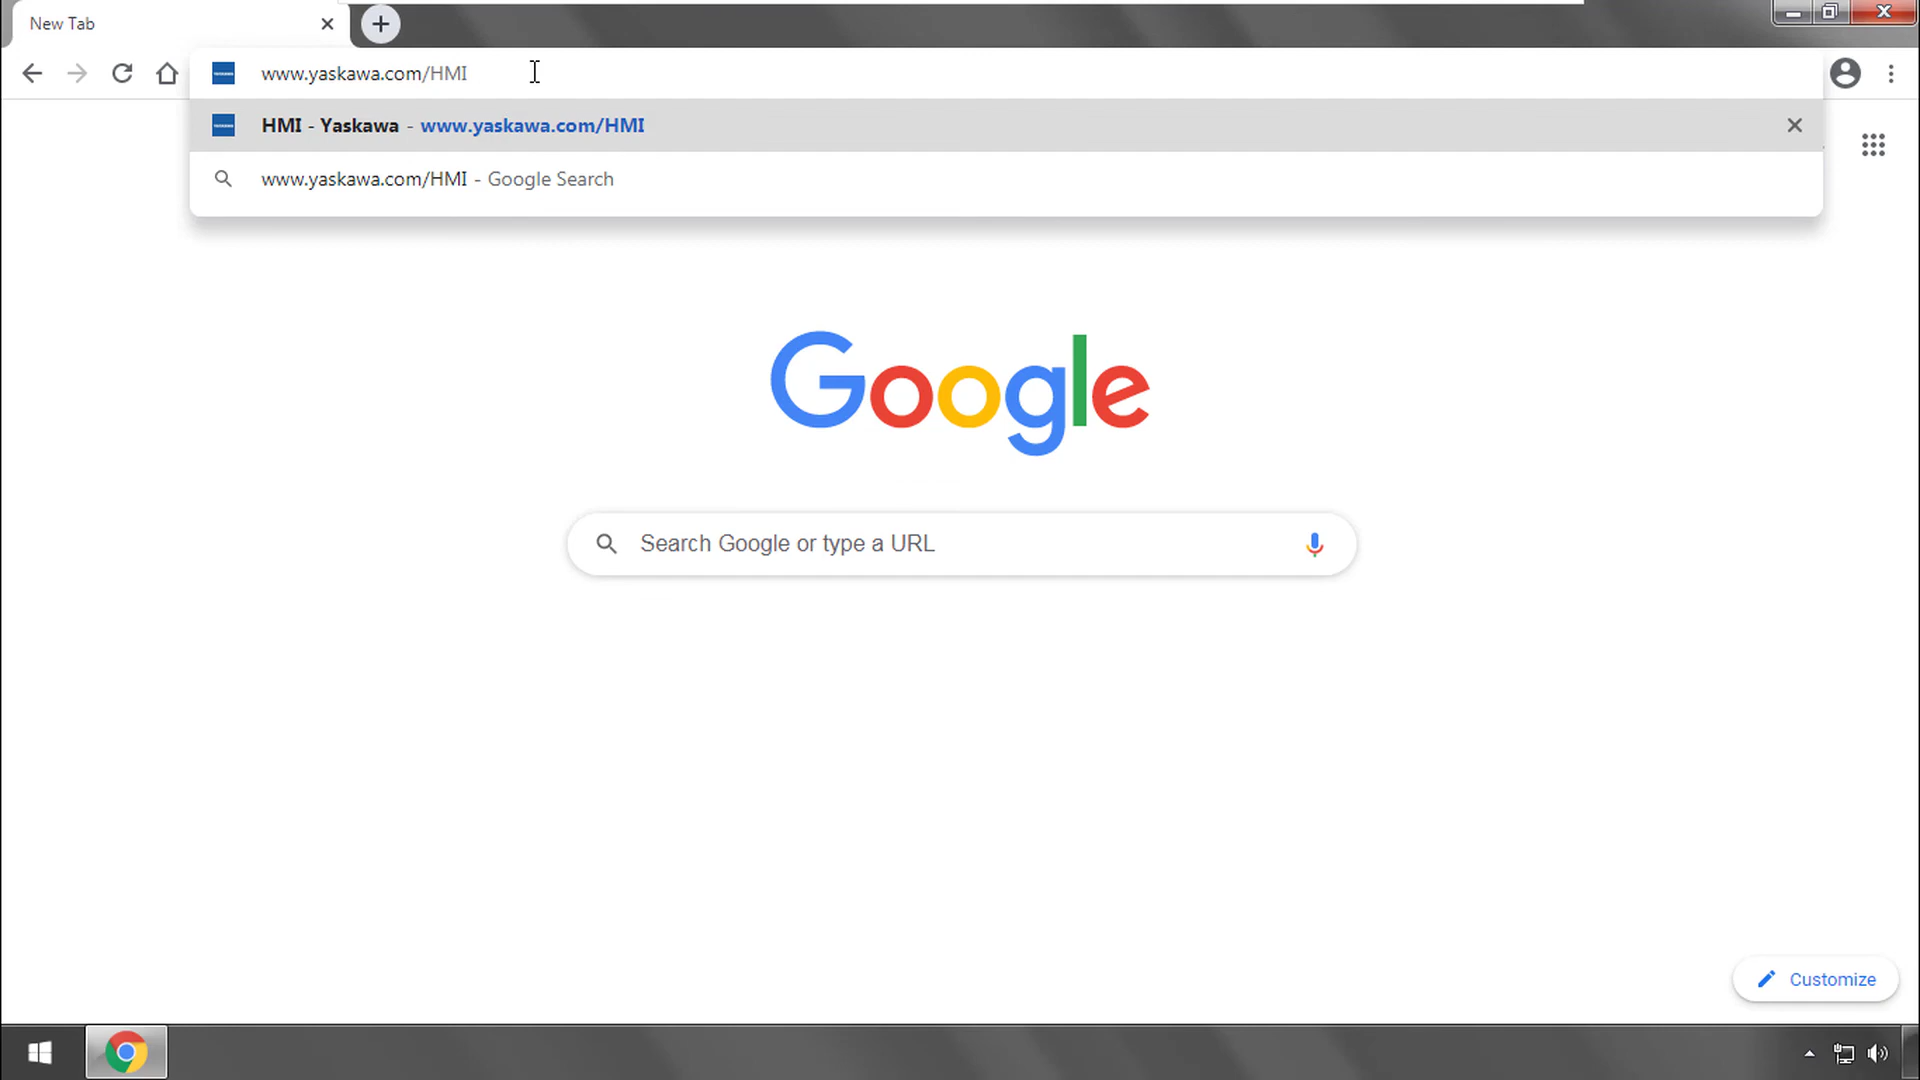 New Tab
www.yaskawa.com/HMI
HMI - Yaskawa - www.yaskawa.com/HMI
www.yaskawa.com/HMI - Google Search
Google
Search Google or type a URL
Customize